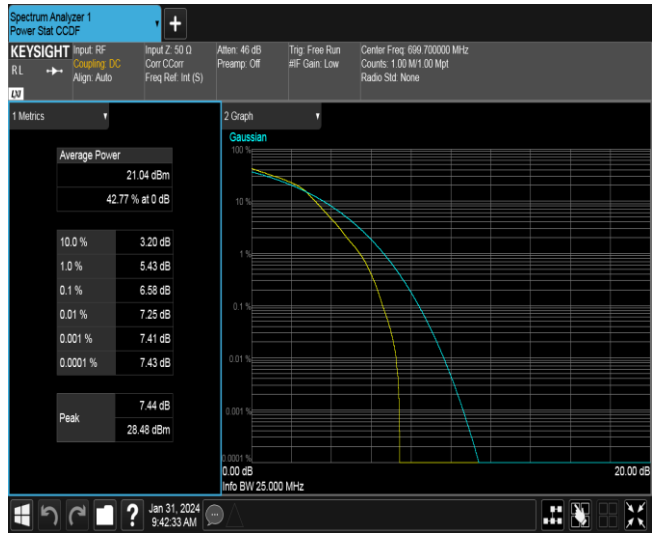 Spectrum Analyzer 1
Power Stat CCDF
+
KEYSIGHT
RL
LXI
Input: RF
Coupling: DC
Align: Auto
Input Z: 50 Ω
Corr CCorr
Freq Ref: Int (S)
Atten: 46 dB
Preamp: Off
Trig: Free Run
#IF Gain: Low
Center Freq: 699.700000 MHz
Counts: 1.00 M/1.00 Mpt
Radio Std: None
1 Metrics
Average Power
21.04 dBm
42.77 % at 0 dB
10.0 % 3.20 dB
1.0 % 5.43 dB
0.1 % 6.58 dB
0.01 % 7.25 dB
0.001 % 7.41 dB
0.0001 % 7.43 dB
Peak
7.44 dB
28.48 dBm
2 Graph
Gaussian
100 %
10 %
1 %
0.1 %
0.01 %
0.001 %
0.0001 %
0.00 dB 20.00 dB
Info BW 25.000 MHz
?
Jan 31, 2024
9:42:33 AM